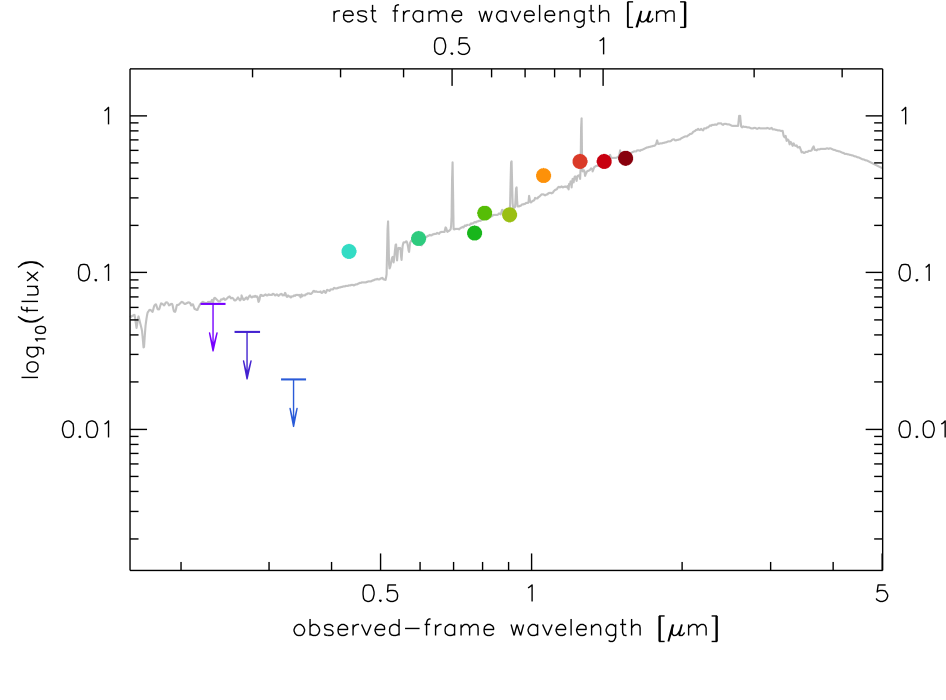 rest frame wavelength [μm]
0.5 1
1 1
0.1 0.1
0.01 0.01
log10(flux)
0.5 1 5
observed-frame wavelength [μm]